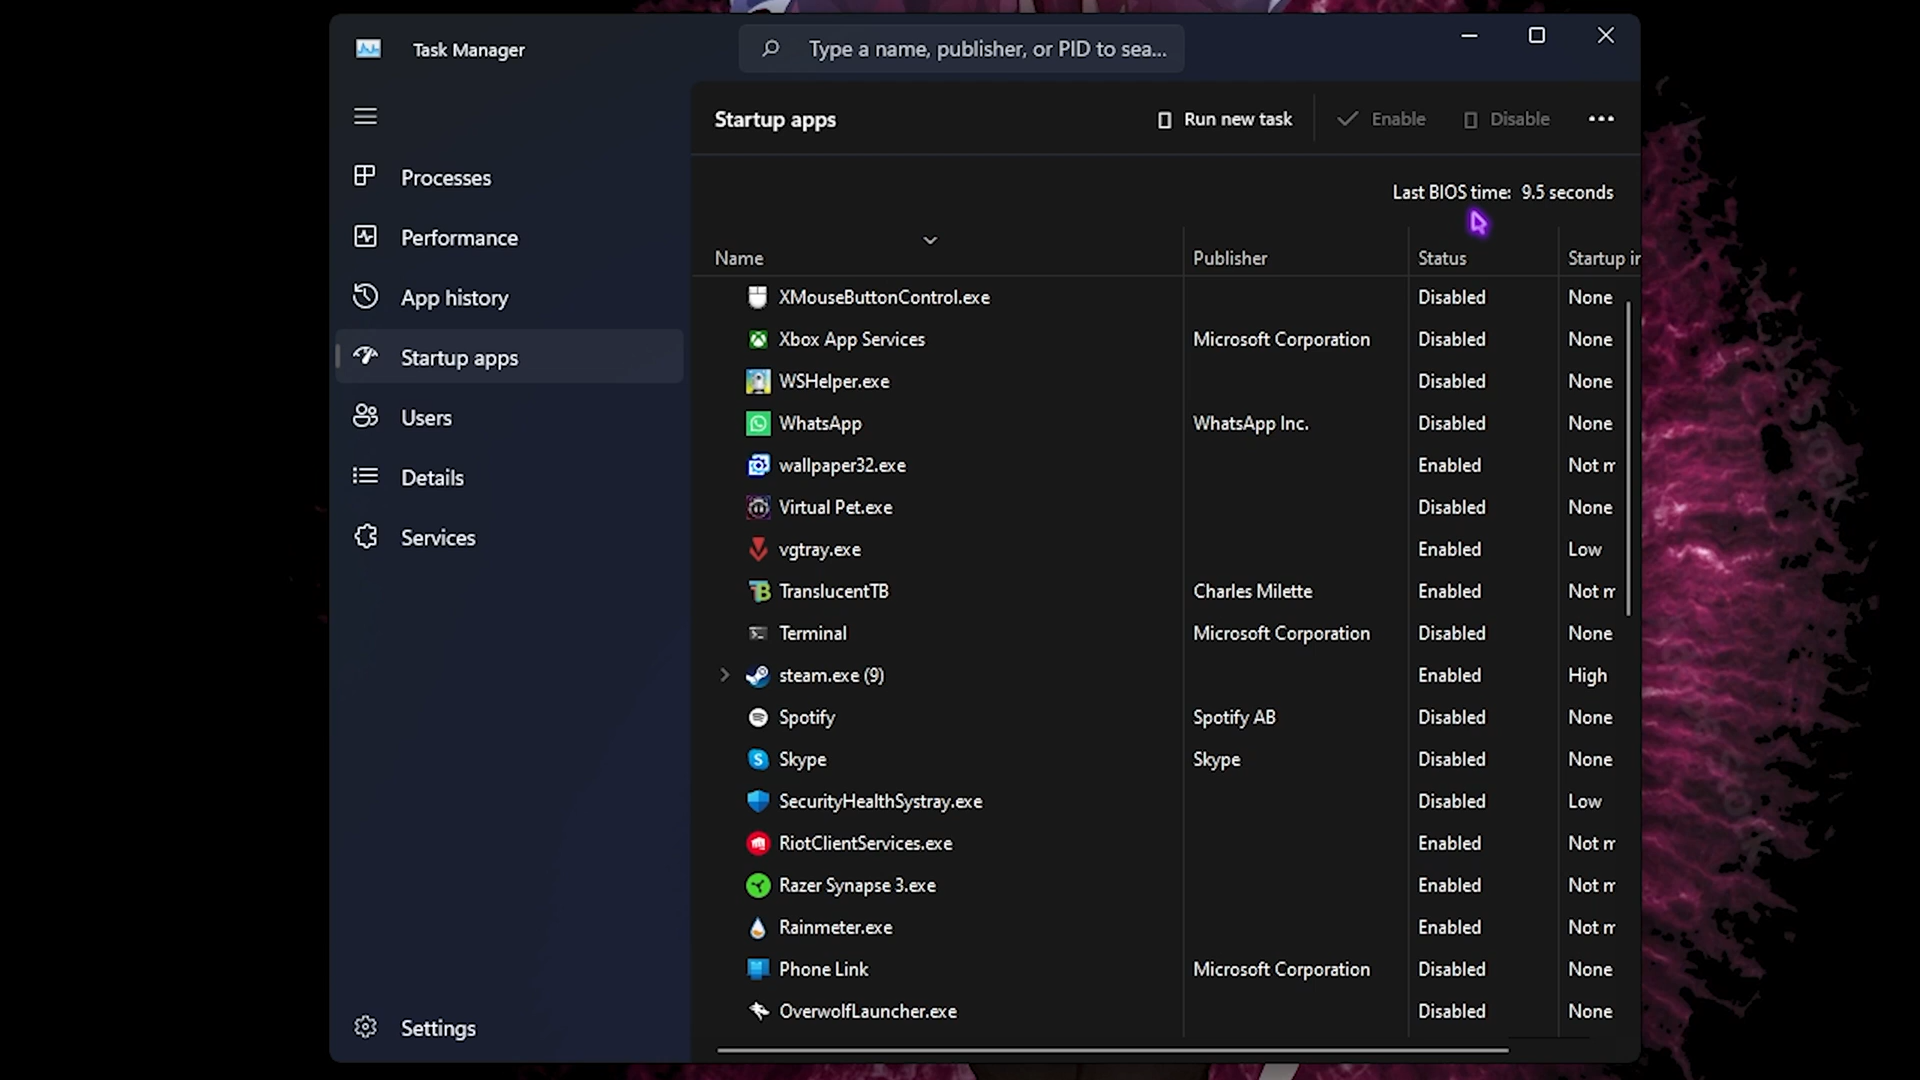 Task Manager
Type a name, publisher, or PID to sea...
Startup apps
Run new task
Enable
Disable
Processes
Performance
App history
Startup apps
Users
Details
Services
Settings
Last BIOS time: 9.5 seconds
Name Publisher Status Startup ir
XMouseButtonControl.exe Disabled None
Xbox App Services Microsoft Corporation Disabled None
WSHelper.exe Disabled None
WhatsApp WhatsApp Inc. Disabled None
wallpaper32.exe Enabled Not m
Virtual Pet.exe Disabled None
vgtray.exe Enabled Low
TranslucentTB Charles Milette Enabled Not m
Terminal Microsoft Corporation Disabled None
steam.exe (9) Enabled High
Spotify Spotify AB Disabled None
Skype Skype Disabled None
SecurityHealthSystray.exe Disabled Low
RiotClientServices.exe Enabled Not m
Razer Synapse 3.exe Enabled Not m
Rainmeter.exe Enabled Not m
Phone Link Microsoft Corporation Disabled None
OverwolfLauncher.exe Disabled None